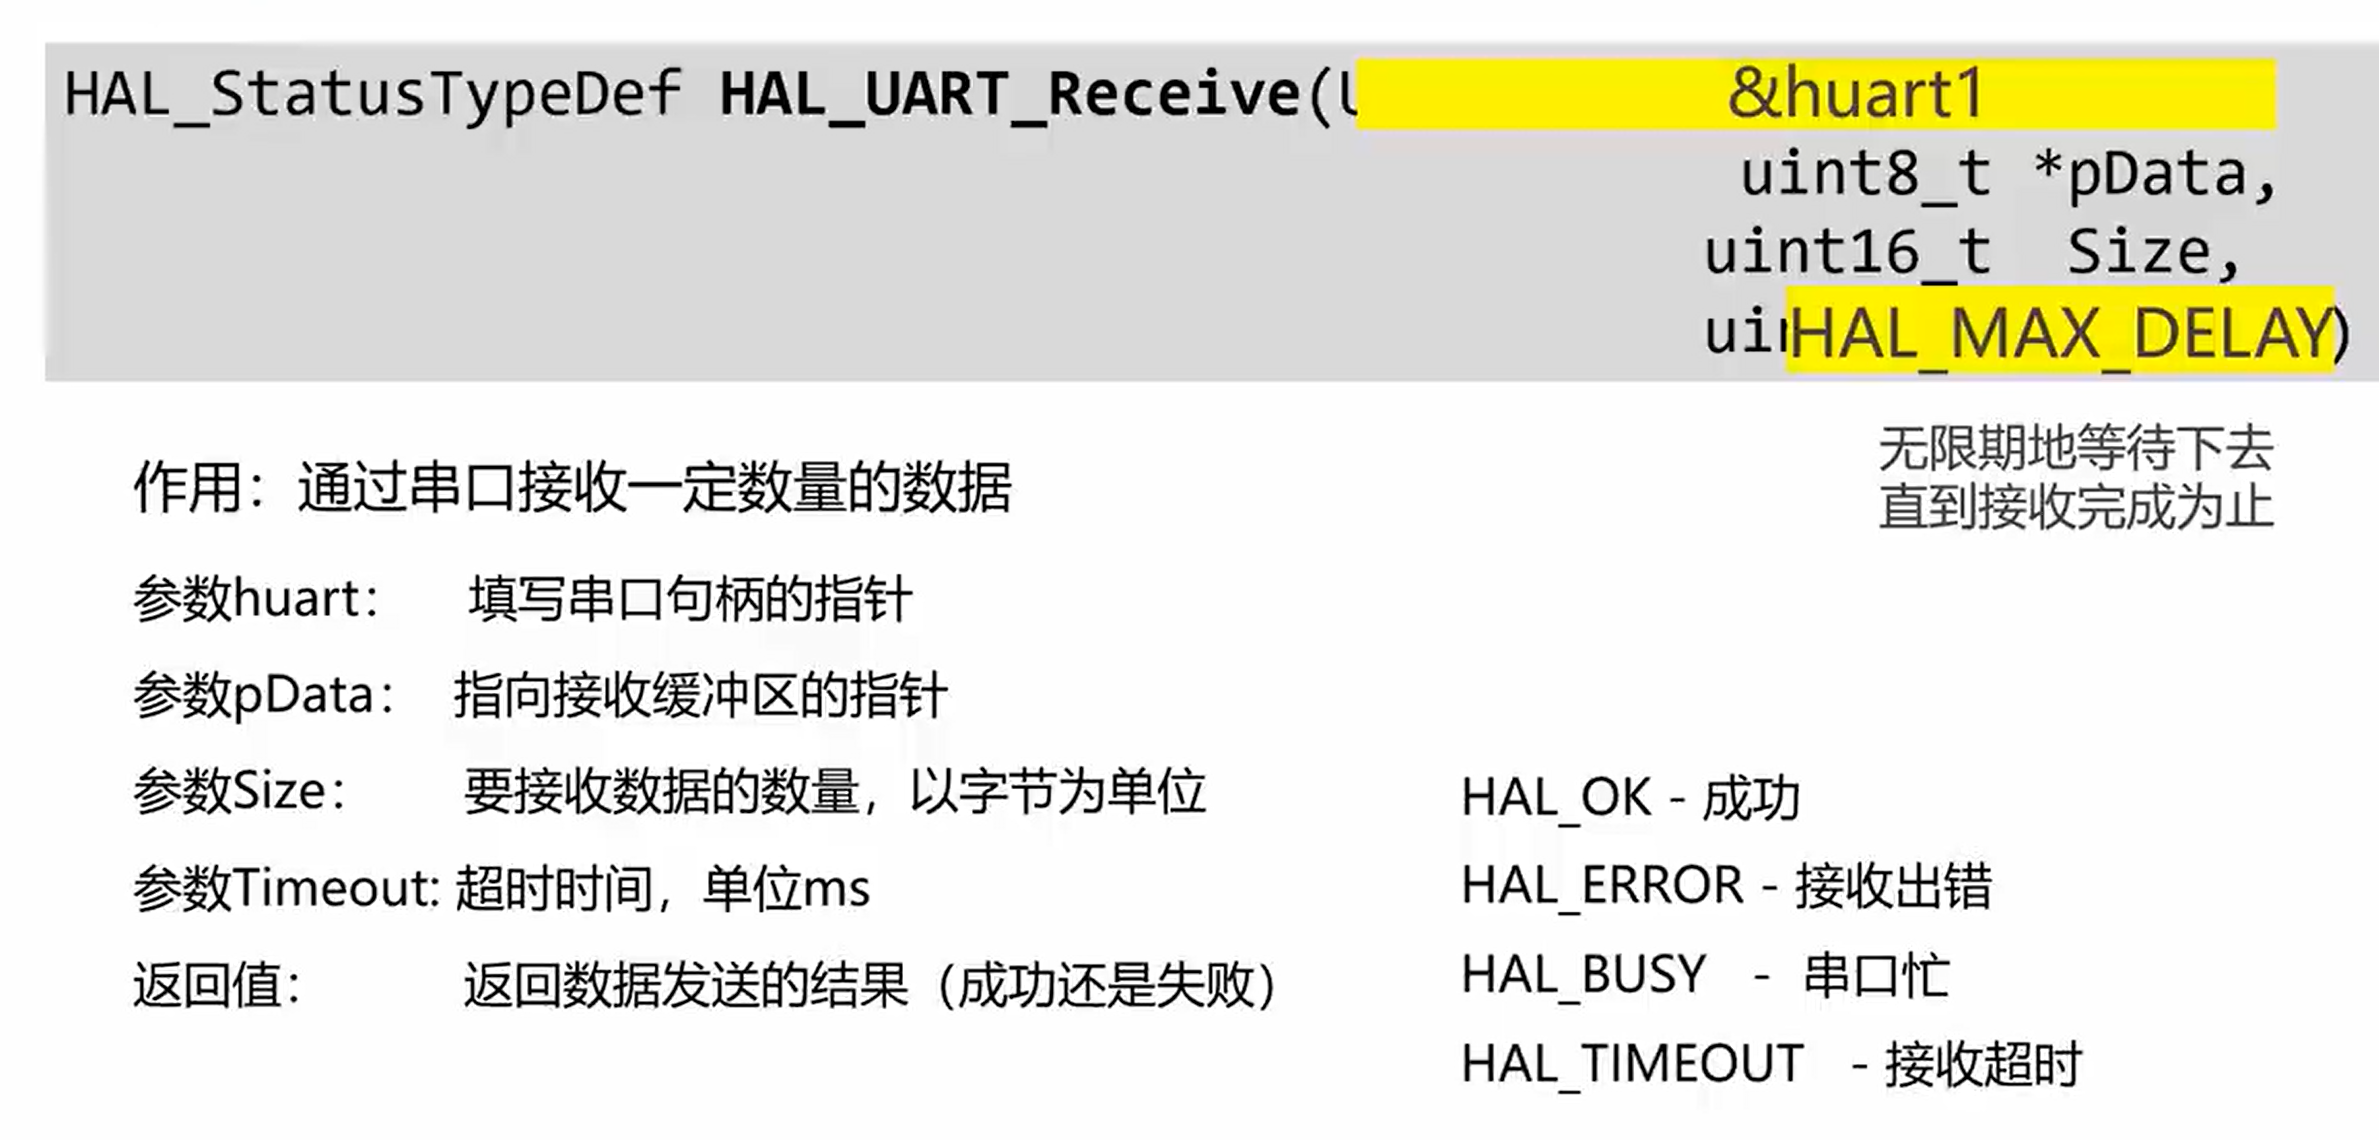 HAL_StatusTypeDef HAL_UART_Receive( &huart1
uint8_t *pData,
uint16_t Size,
HAL_MAX_DELAY)
无限期地等待下去
直到接收完成为止
作用：通过串口接收一定数量的数据
参数huart： 填写串口句柄的指针
参数pData： 指向接收缓冲区的指针
参数Size： 要接收数据的数量，以字节为单位
参数Timeout: 超时时间，单位ms
返回值： 返回数据发送的结果（成功还是失败）
HAL_OK - 成功
HAL_ERROR - 接收出错
HAL_BUSY - 串口忙
HAL_TIMEOUT - 接收超时